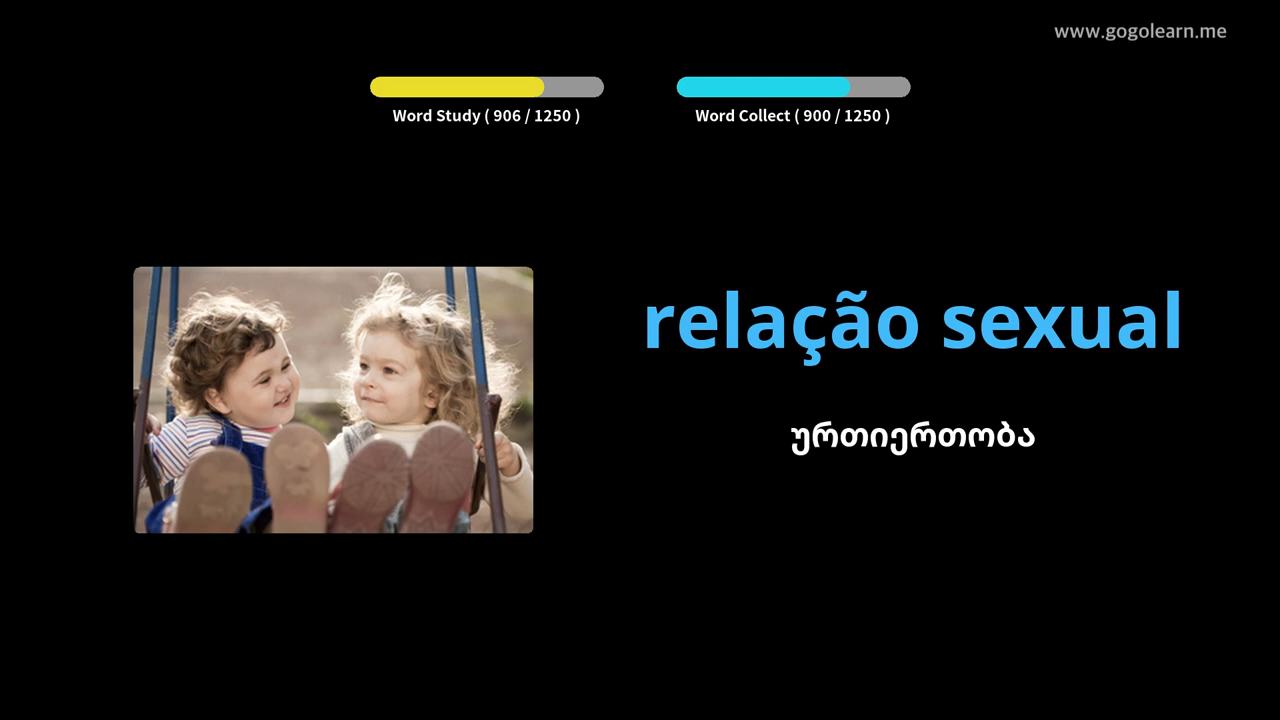 www.gogolearn.me
Word Study ( 906 / 1250 )
Word Collect ( 900 / 1250 )
relação sexual
ურთიერთობა